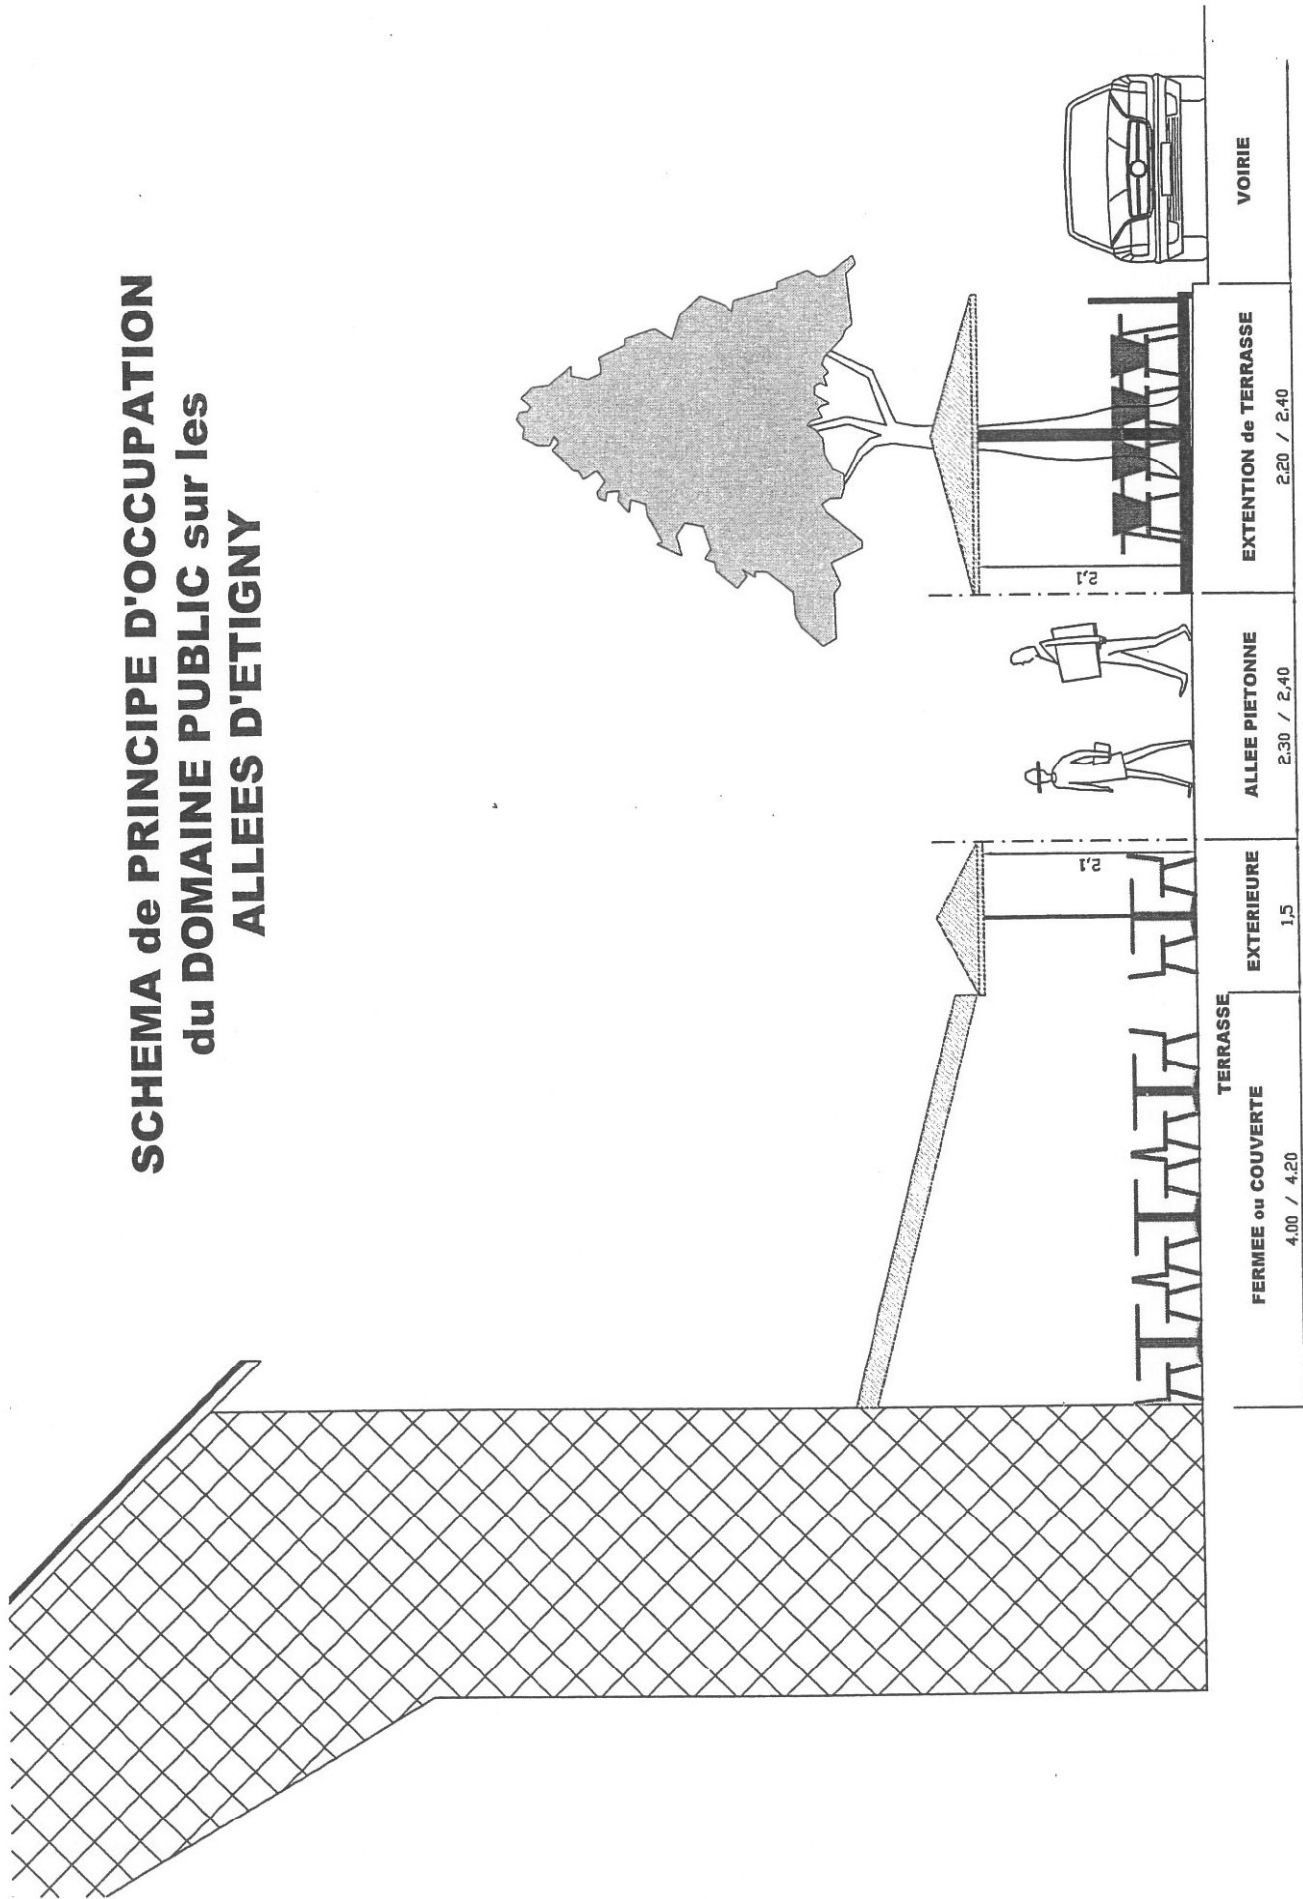 SCHEMA de PRINCIPE D'OCCUPATION
du DOMAINE PUBLIC sur les
ALLEES D'ETIGNY
2,1
2,1
TERRASSE
FERMEE ou COUVERTE
EXTERIEURE
ALLEE PIETONNE
EXTENTION de TERRASSE
VOIRIE
4.00 / 4.20
1,5
2.30 / 2,40
2.20 / 2.40